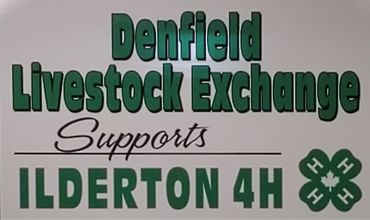 Denfield
Livestock Exchange
Supports
ILDERTON 4H
H H
H H